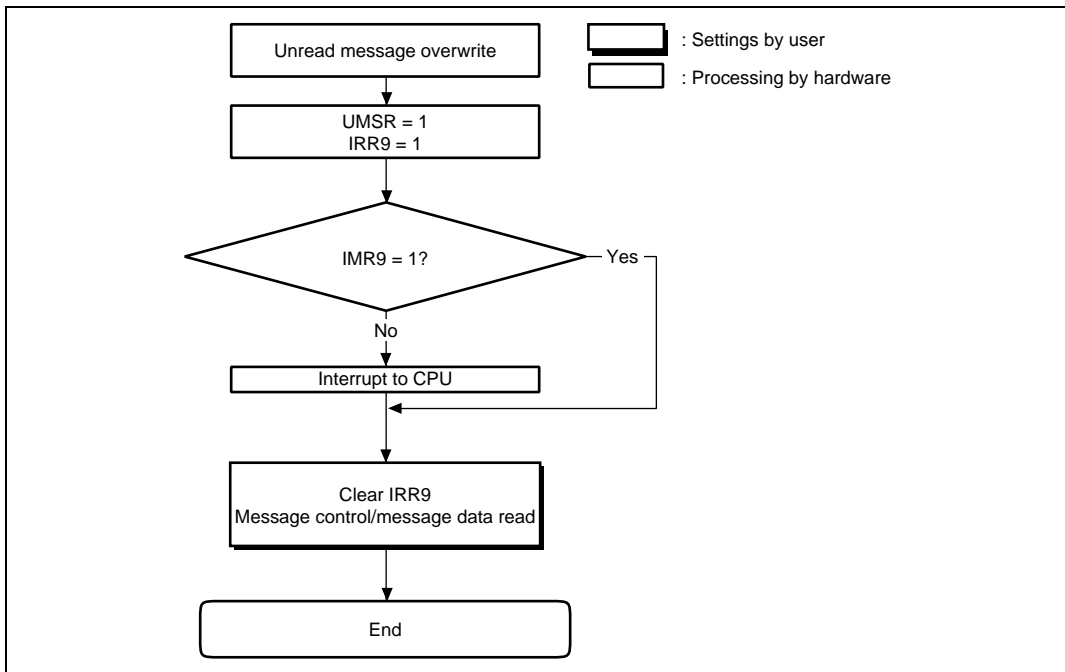 Unread message overwrite
: Settings by user
: Processing by hardware
UMSR = 1
IRR9 = 1
IMR9 = 1?
Yes
No
Interrupt to CPU
Clear IRR9
Message control/message data read
End